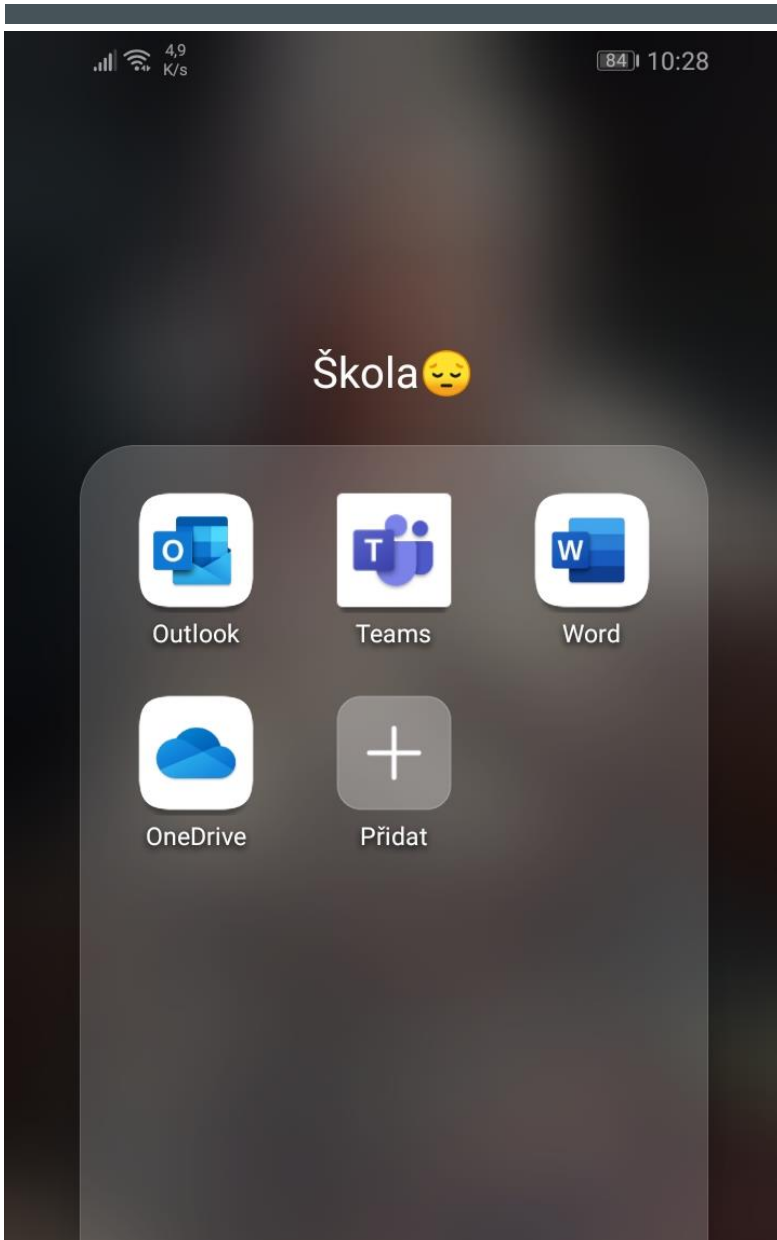 4,9
K/s
84 10:28
Škola😔
O T W
Outlook Teams Word
OneDrive Přidat